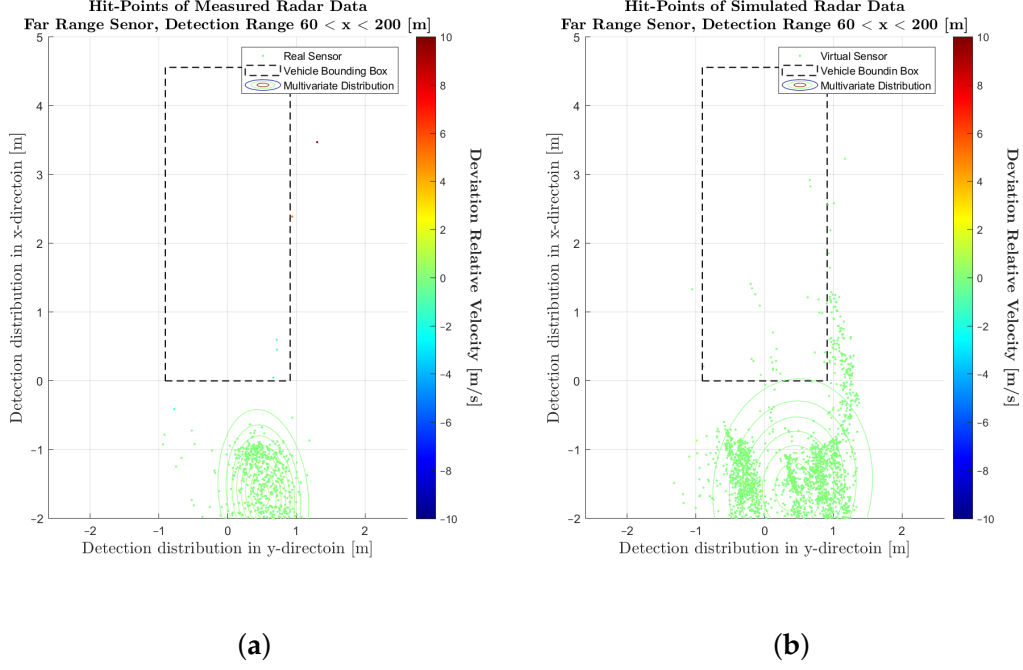 Hit-Points of Measured Radar Data
Far Range Senor, Detection Range 60 < x < 200 [m]
Real Sensor
Vehicle Bounding Box
Multivariate Distribution
5
4
3
2
1
0
−1
−2
Detection distribution in x-directoin [m]
−2
−1
0
1
2
Detection distribution in y-directoin [m]
10
8
6
4
2
0
−2
−4
−6
−8
−10
Deviation Relative Velocity [m/s]
(a)
Hit-Points of Simulated Radar Data
Far Range Senor, Detection Range 60 < x < 200 [m]
Virtual Sensor
Vehicle Boundin Box
Multivariate Distribution
5
4
3
2
1
0
−1
−2
Detection distribution in x-directoin [m]
−2
−1
0
1
2
Detection distribution in y-directoin [m]
10
8
6
4
2
0
−2
−4
−6
−8
−10
Deviation Relative Velocity [m/s]
(b)